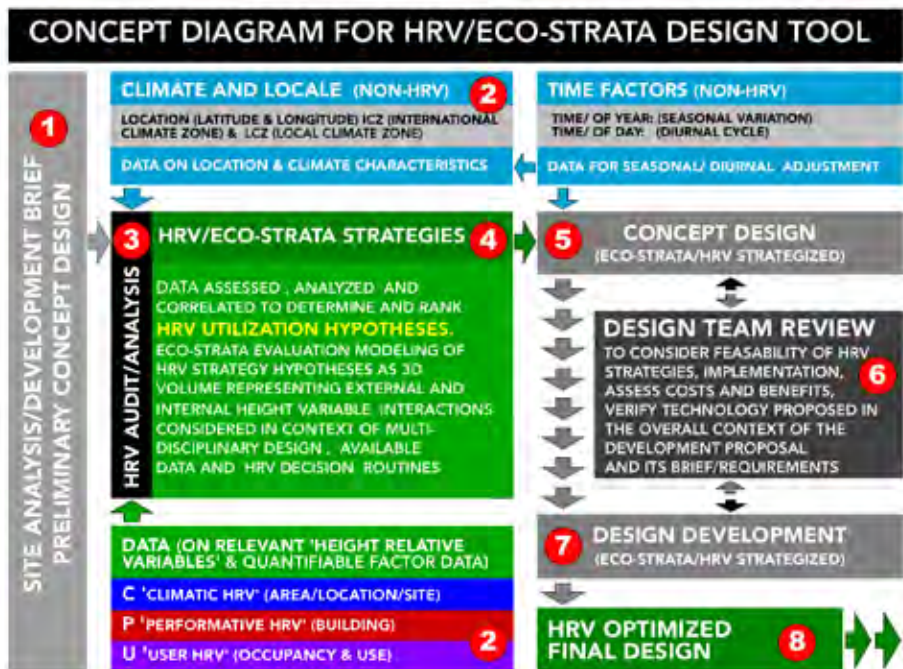 CONCEPT DIAGRAM FOR HRV/ECO-STRATA DESIGN TOOL
1
SITE ANALYSIS/DEVELOPMENT BRIEF
PRELIMINARY CONCEPT DESIGN
CLIMATE AND LOCALE (NON-HRV)
2
LOCATION (LATITUDE & LONGITUDE) ICZ (INTERNATIONAL
CLIMATE ZONE) & LCZ (LOCAL CLIMATE ZONE)
DATA ON LOCATION & CLIMATE CHARACTERISTICS
TIME FACTORS (NON-HRV)
TIME/ OF YEAR: (SEASONAL VARIATION)
TIME/ OF DAY: (DIURNAL CYCLE)
DATA FOR SEASONAL/ DIURNAL ADJUSTMENT
3
HRV AUDIT/ANALYSIS
HRV/ECO-STRATA STRATEGIES
4
DATA ASSESSED , ANALYZED AND
CORRELATED TO DETERMINE AND RANK
HRV UTILIZATION HYPOTHESES.
ECO-STRATA EVALUATION MODELING OF
HRV STRATEGY HYPOTHESES AS 3D
VOLUME REPRESENTING EXTERNAL AND
INTERNAL HEIGHT VARIABLE INTERACTIONS
CONSIDERED IN CONTEXT OF MULTI-
DISCIPLINARY DESIGN , AVAILABLE
DATA AND HRV DECISION ROUTINES
DATA (ON RELEVANT 'HEIGHT RELATIVE
VARIABLES' & QUANTIFIABLE FACTOR DATA)
C 'CLIMATIC HRV' (AREA/LOCATION/SITE)
P 'PERFORMATIVE HRV' (BUILDING)
U 'USER HRV' (OCCUPANCY & USE)
2
5
CONCEPT DESIGN
(ECO-STRATA/HRV STRATEGIZED)
DESIGN TEAM REVIEW
TO CONSIDER FEASABILITY OF HRV
STRATEGIES, IMPLEMENTATION,
ASSESS COSTS AND BENEFITS,
VERIFY TECHNOLOGY PROPOSED IN
THE OVERALL CONTEXT OF THE
DEVELOPMENT PROPOSAL
AND ITS BRIEF/REQUIREMENTS
6
7
DESIGN DEVELOPMENT
(ECO-STRATA/HRV STRATEGIZED)
HRV OPTIMIZED
FINAL DESIGN
8